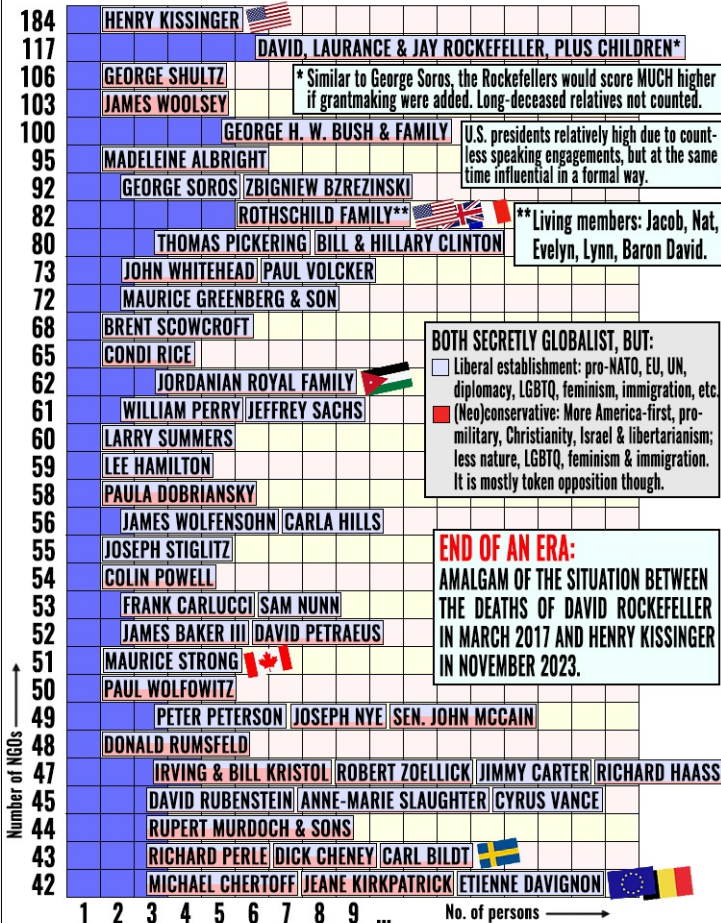 184 HENRY KISSINGER
117 DAVID, LAURANCE & JAY ROCKEFELLER, PLUS CHILDREN*
106 GEORGE SHULTZ
* Similar to George Soros, the Rockefellers would score MUCH higher
if grantmaking were added. Long-deceased relatives not counted.
103 JAMES WOOLSEY
100 GEORGE H. W. BUSH & FAMILY
U.S. presidents relatively high due to count-
less speaking engagements, but at the same
time influential in a formal way.
95 MADELEINE ALBRIGHT
92 GEORGE SOROS ZBIGNIEW BZREZINSKI
82 ROTHSCHILD FAMILY**
**Living members: Jacob, Nat,
Evelyn, Lynn, Baron David.
80 THOMAS PICKERING BILL & HILLARY CLINTON
73 JOHN WHITEHEAD PAUL VOLCKER
72 MAURICE GREENBERG & SON
68 BRENT SCOWCROFT
65 CONDI RICE
62 JORDANIAN ROYAL FAMILY
61 WILLIAM PERRY JEFFREY SACHS
60 LARRY SUMMERS
59 LEE HAMILTON
58 PAULA DOBRIANSKY
BOTH SECRETLY GLOBALIST, BUT:
Liberal establishment: pro-NATO, EU, UN,
diplomacy, LGBTQ, feminism, immigration, etc.
(Neo)conservative: More America-first, pro-
military, Christianity, Israel & libertarianism;
less nature, LGBTQ, feminism & immigration.
It is mostly token opposition though.
56 JAMES WOLFENSOHN CARLA HILLS
55 JOSEPH STIGLITZ
54 COLIN POWELL
53 FRANK CARLUCCI SAM NUNN
52 JAMES BAKER III DAVID PETRAEUS
51 MAURICE STRONG
50 PAUL WOLFOWITZ
END OF AN ERA:
AMALGAM OF THE SITUATION BETWEEN
THE DEATHS OF DAVID ROCKEFELLER
IN MARCH 2017 AND HENRY KISSINGER
IN NOVEMBER 2023.
49 PETER PETERSON JOSEPH NYE SEN. JOHN MCCAIN
48 DONALD RUMSFELD
47 IRVING & BILL KRISTOL ROBERT ZOELLICK JIMMY CARTER RICHARD HAASS
45 DAVID RUBENSTEIN ANNE-MARIE SLAUGHTER CYRUS VANCE
44 RUPERT MURDOCH & SONS
43 RICHARD PERLE DICK CHENEY CARL BILDT
42 MICHAEL CHERTOFF JEANE KIRKPATRICK ETIENNE DAVIGNON
Number of NGOs
1 2 3 4 5 6 7 8 9 ... No. of persons